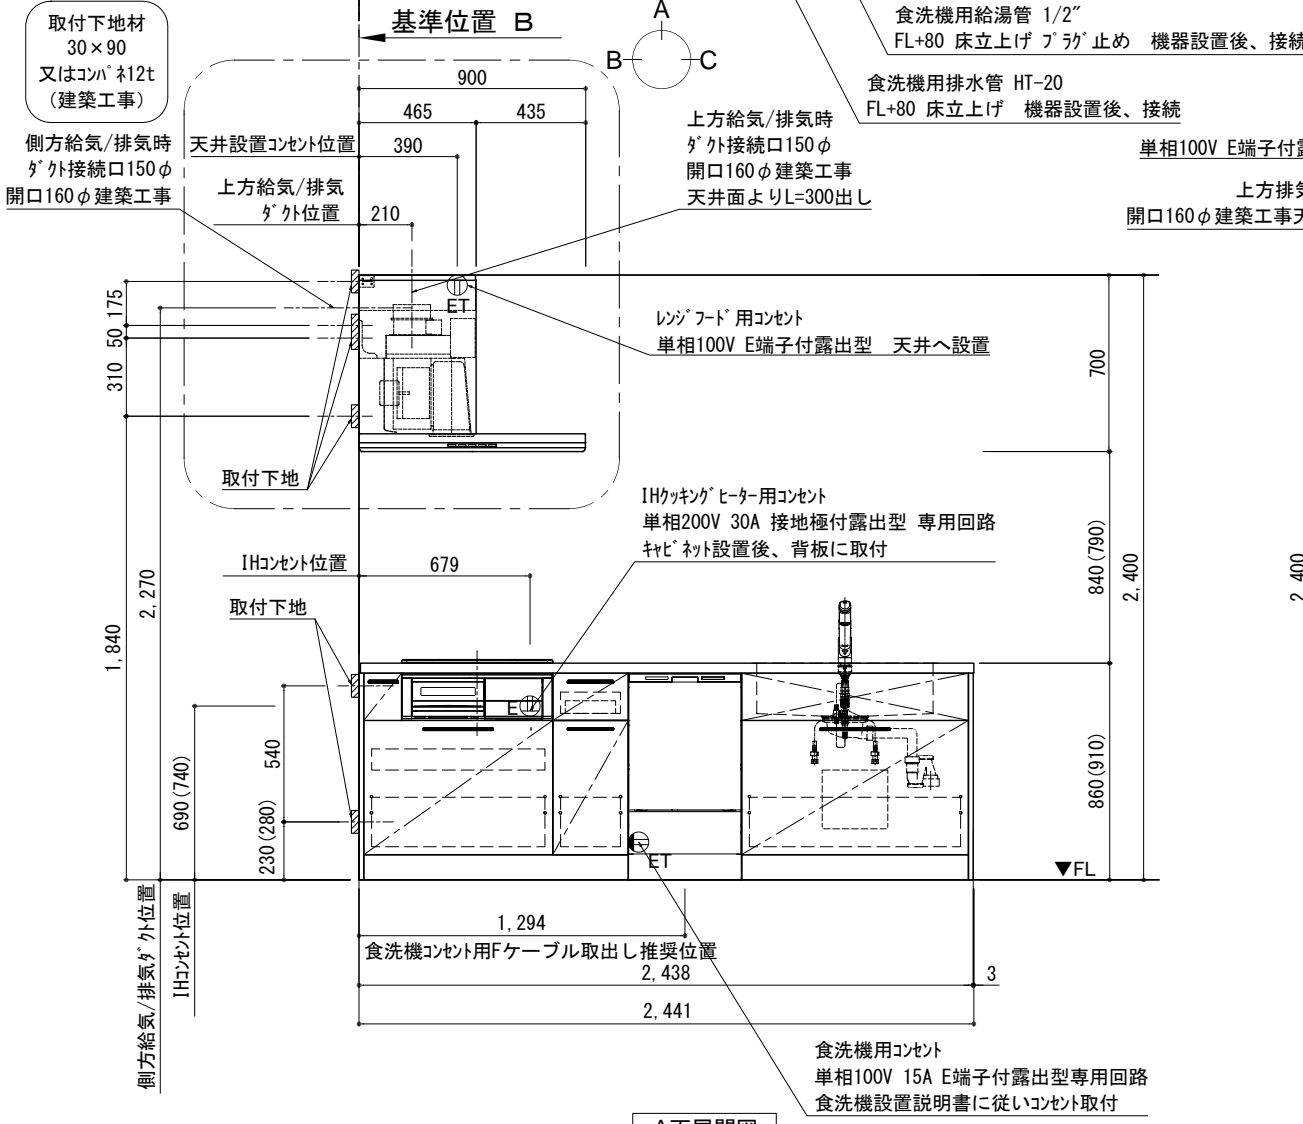 取付下地材
30×90
又はｺﾝﾊﾟﾈ12t
(建築工事)
基準位置 B
A
B
C
食洗機用給湯管 1/2″
FL+80 床立上げ ﾌﾟﾗｸﾞ止め 機器設置後、接続
食洗機用排水管 HT-20
FL+80 床立上げ 機器設置後、接続
単相100V E端子付露
上方排気
開口160φ建築工事天
側方給気/排気時
ﾀﾞｸﾄ接続口150φ
開口160φ建築工事
天井設置ｺﾝｾﾝﾄ位置
上方給気/排気
ﾀﾞｸﾄ位置
900
465
435
390
210
上方給気/排気時
ﾀﾞｸﾄ接続口150φ
開口160φ建築工事
天井面よりL=300出し
ET
ﾚﾝｼﾞﾌｰﾄﾞ用ｺﾝｾﾝﾄ
単相100V E端子付露出型 天井へ設置
175
50
310
取付下地
700
IHｸｯｷﾝｸﾞﾋｰﾀｰ用ｺﾝｾﾝﾄ
単相200V 30A 接地極付露出型 専用回路
ｷｬﾋﾞﾈｯﾄ設置後、背板に取付
IHｺﾝｾﾝﾄ位置
679
取付下地
840(790)
2,400
2,400
2,270
1,840
E
540
690(740)
230(280)
860(910)
ET
▼FL
側方給気/排気ﾀﾞｸﾄ位置
IHｺﾝｾﾝﾄ位置
1,294
食洗機ｺﾝｾﾝﾄ用Fケーブル取出し推奨位置
2,438
3
2,441
食洗機用ｺﾝｾﾝﾄ
単相100V 15A E端子付露出型専用回路
食洗機設置説明書に従いｺﾝｾﾝﾄ取付
A面展開図